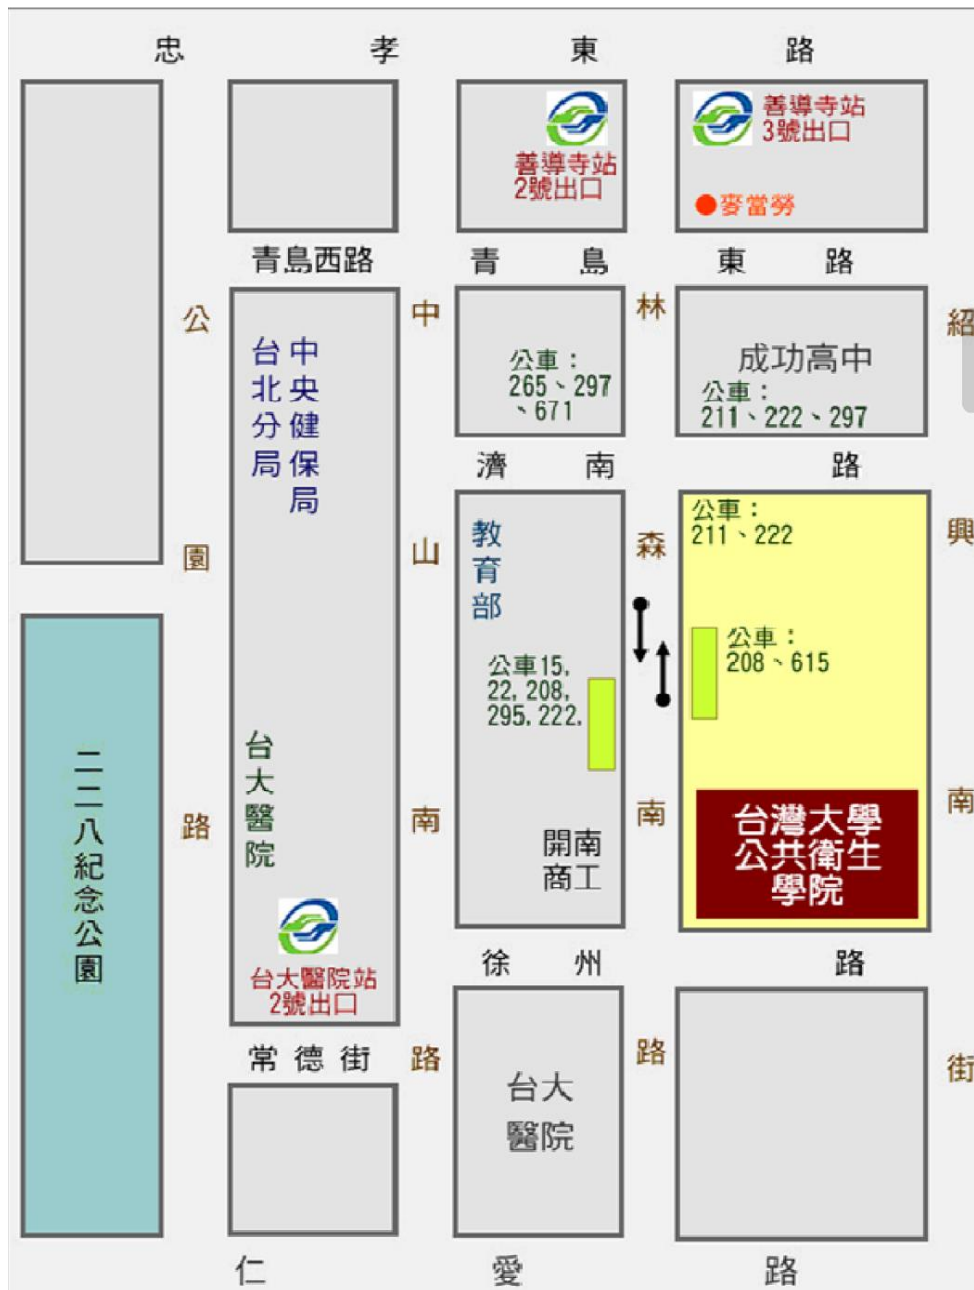 忠孝東路
善導寺站
2號出口
善導寺站
3號出口
麥當勞
青島西路
青島東路
公園路
中山南路
林森南路
紹興南街
中央健保局
台北分局
公車：
265、297
、671
成功高中
公車：
211、222、297
濟南路
教育部
公車：
211、222
公車：
208、615
公車15,
22, 208,
295, 222,
二二八紀念公園
台大醫院
開南
商工
台灣大學
公共衛生
學院
台大醫院站
2號出口
徐州路
常德街
台大
醫院
仁愛路